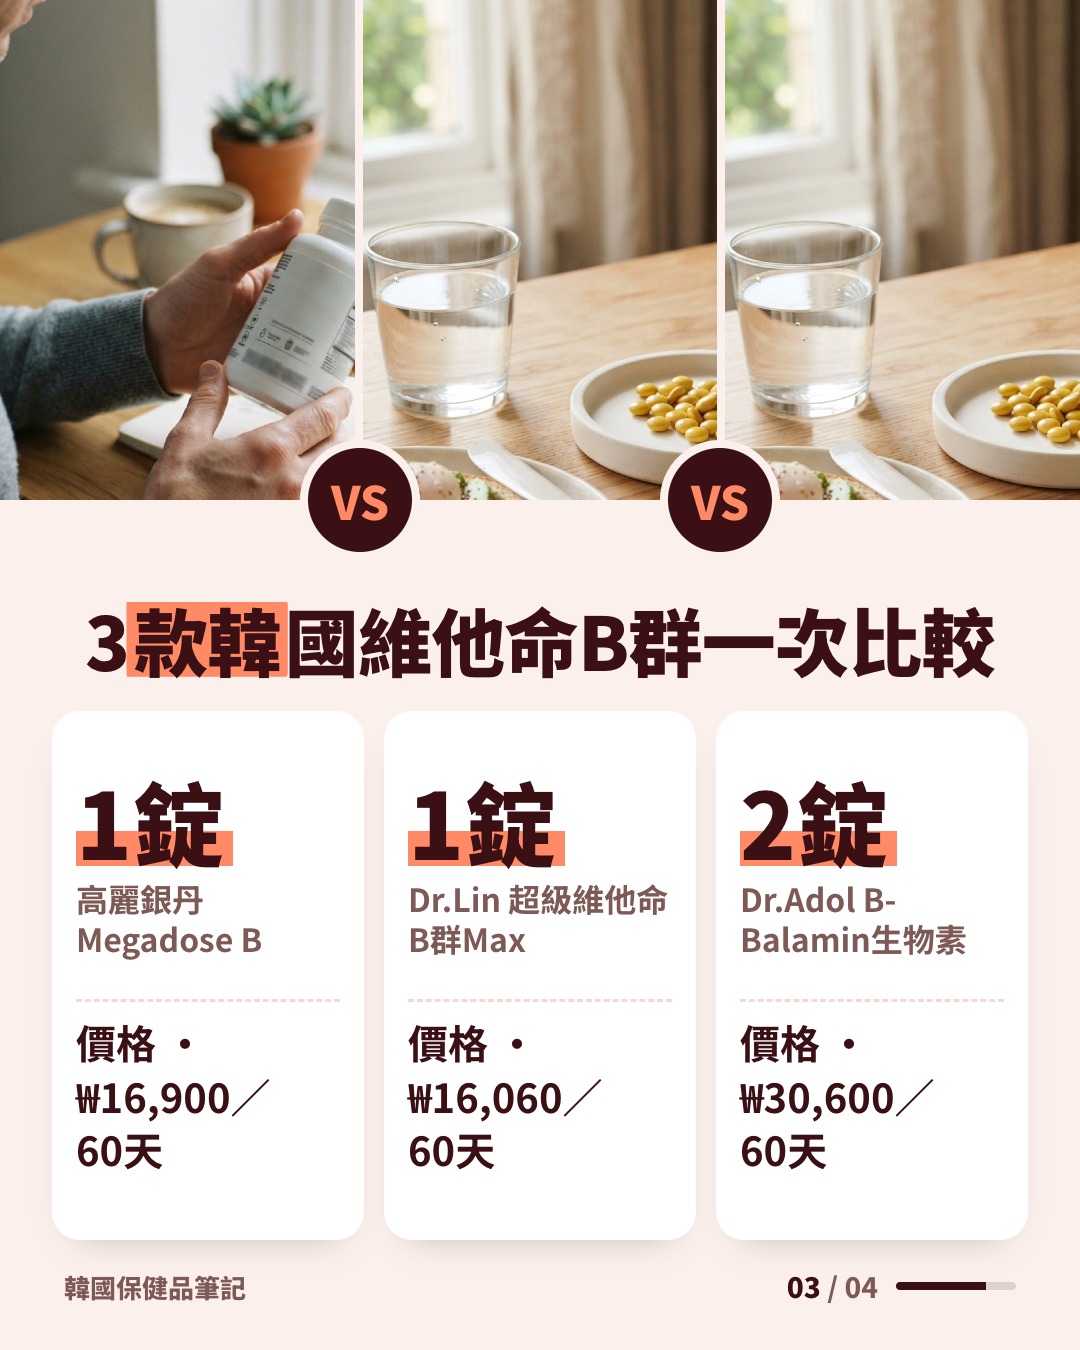 VS
VS
3款韓國維他命B群一次比較
1錠
高麗銀丹
Megadose B
價格 ·
₩16,900／
60天
1錠
Dr.Lin 超級維他命
B群Max
價格 ·
₩16,060／
60天
2錠
Dr.Adol B-
Balamin生物素
價格 ·
₩30,600／
60天
韓國保健品筆記
03 / 04